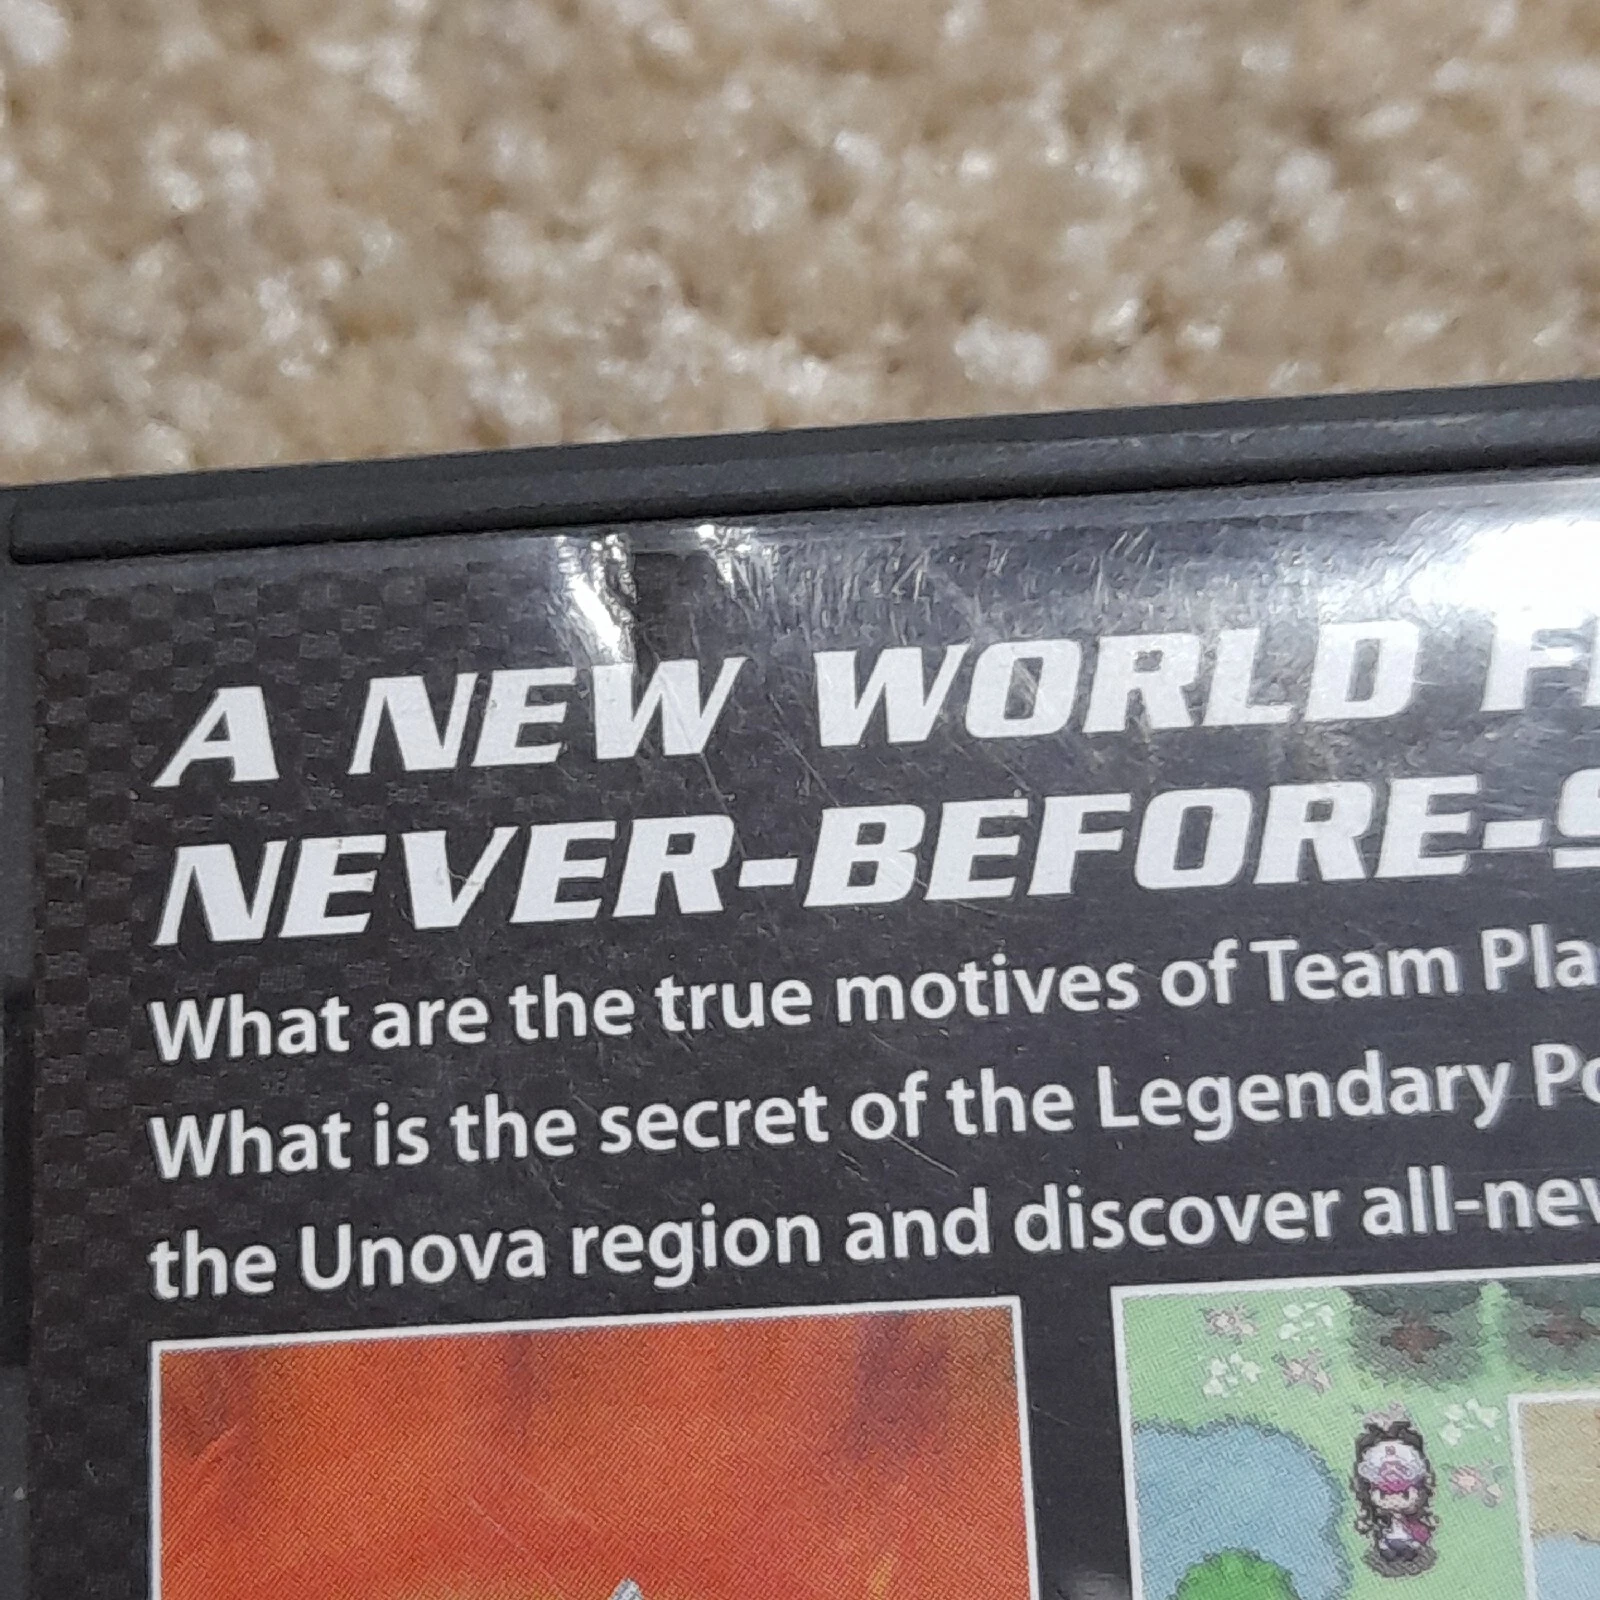 A NEW WORLD
NEVER-BEFORE-
What are the true motives of Team
What is the secret of the Legendary
the Unova region and discover